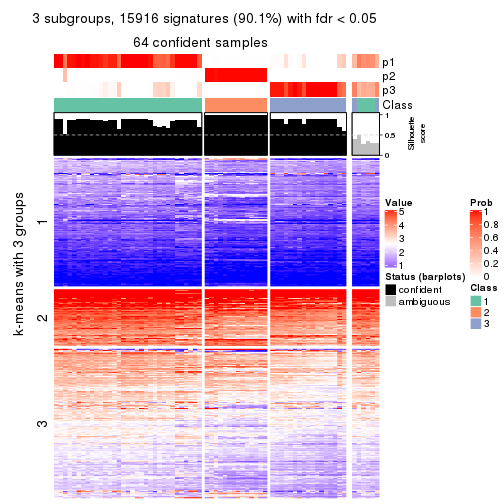 3 subgroups, 15916 signatures (90.1%) with fdr < 0.05
64 confident samples
p1
p2
p3
Class
1
0.5
0
Silhouette
score
k-means with 3 groups
1
2
3
Value
5
4
3
2
1
Status (barplots)
confident
ambiguous
Prob
1
0.8
0.6
0.4
0.2
0
Class
1
2
3